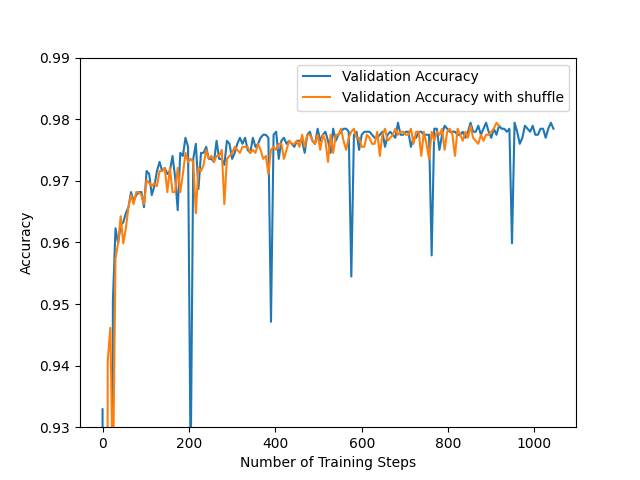 0.99
0.98
0.97
0.96
0.95
0.94
0.93
Accuracy
Validation Accuracy
Validation Accuracy with shuffle
0 200 400 600 800 1000
Number of Training Steps